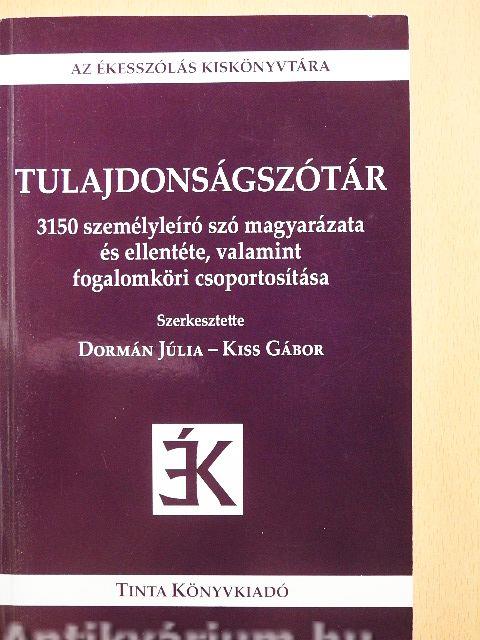 AZ ÉKESSZÓLÁS KISKÖNYVTÁRA
TULAJDONSÁGSZÓTÁR
3150 személyleíró szó magyarázata
és ellentéte, valamint
fogalomköri csoportosítása
Szerkesztette
DORMÁN JÚLIA – KISS GÁBOR
ÉK
TINTA KÖNYVKIADÓ
Antikvárium.hu